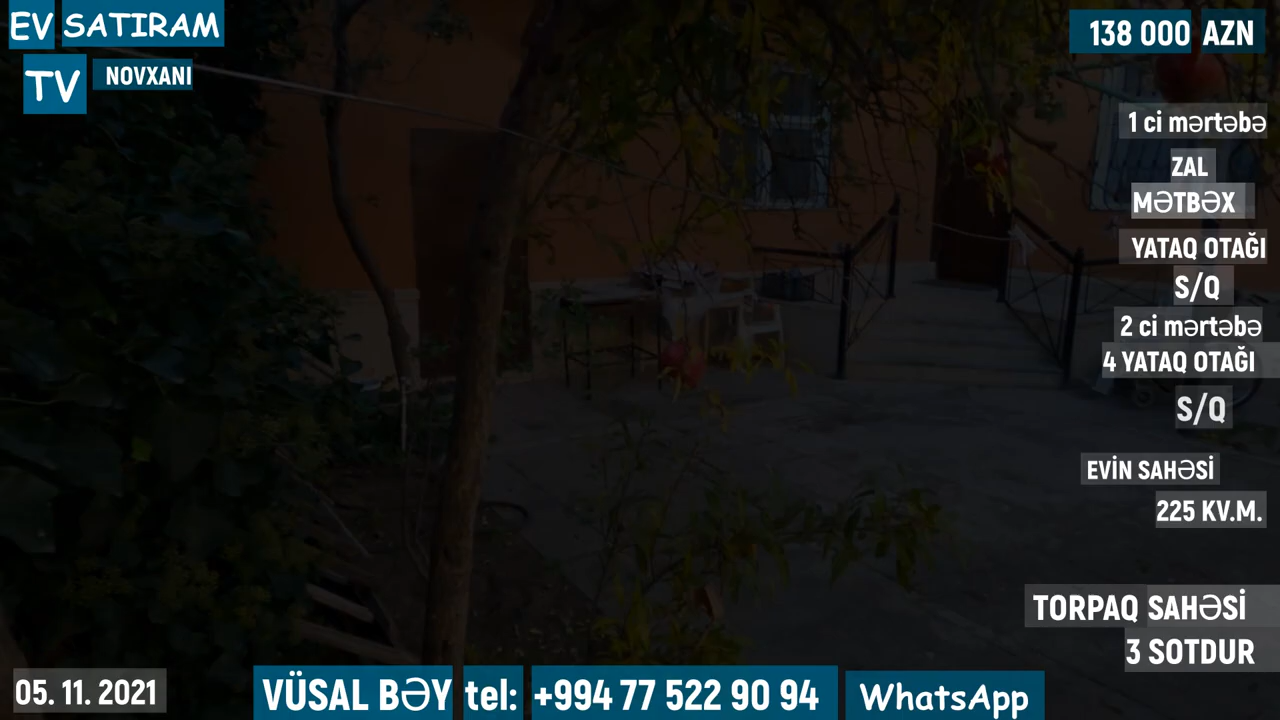 EV SATIRAM
TV NOVXANI
138 000 AZN
1 ci mərtəbə
ZAL
MƏTBƏX
YATAQ OTAĞI
S/Q
2 ci mərtəbə
4 YATAQ OTAĞI
S/Q
EVİN SAHƏSİ
225 KV.M.
TORPAQ SAHƏSİ
3 SOTDUR
05. 11. 2021
VÜSAL BƏY tel: +994 77 522 90 94 WhatsApp